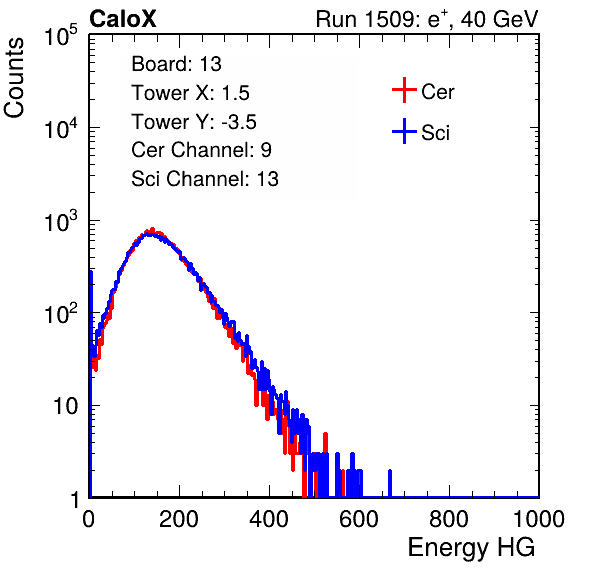 CaloX Run 1509: e⁺, 40 GeV
Counts
10⁵
10⁴
10³
10²
10
1
Board: 13
Tower X: 1.5
Tower Y: -3.5
Cer Channel: 9
Sci Channel: 13
Cer
Sci
0 200 400 600 800 1000
Energy HG